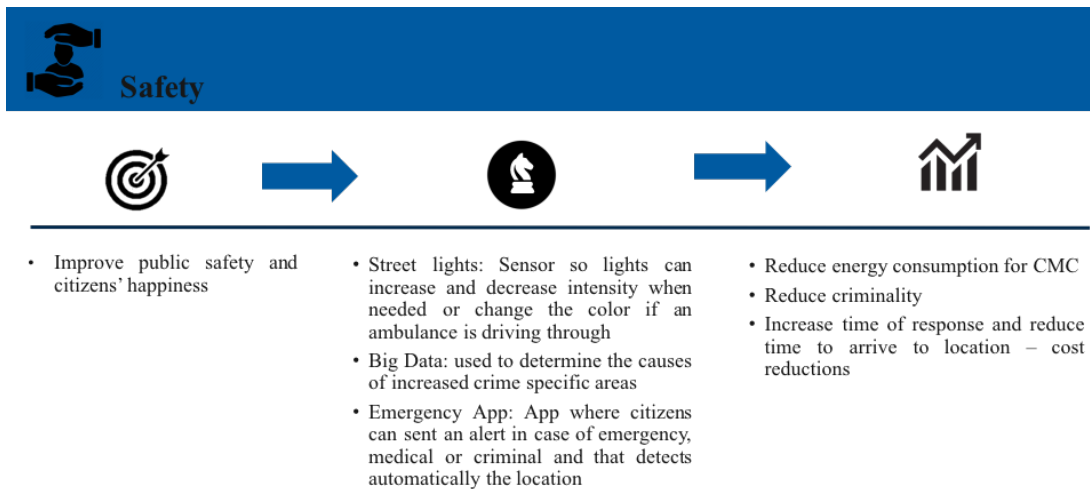 Safety
• Improve public safety and
citizens’ happiness
• Street lights: Sensor so lights can
increase and decrease intensity when
needed or change the color if an
ambulance is driving through
• Big Data: used to determine the causes
of increased crime specific areas
• Emergency App: App where citizens
can sent an alert in case of emergency,
medical or criminal and that detects
automatically the location
• Reduce energy consumption for CMC
• Reduce criminality
• Increase time of response and reduce
time to arrive to location – cost
reductions